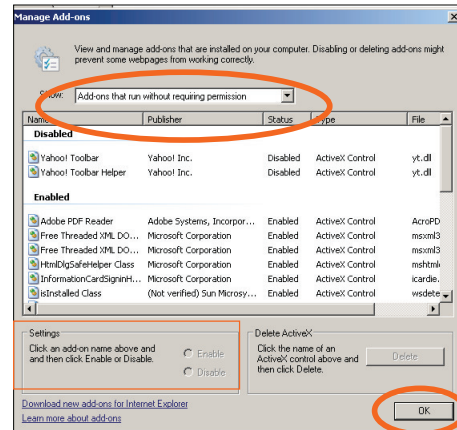 Manage Add-ons
View and manage add-ons that are installed on your computer. Disabling or deleting add-ons might
prevent some webpages from working correctly.
Show: Add-ons that run without requiring permission
Name Publisher Status Type File
Disabled
Yahoo! Toolbar Yahoo! Inc. Disabled ActiveX Control yt.dll
Yahoo! Toolbar Helper Yahoo! Inc. Disabled ActiveX Control yt.dll
Enabled
Adobe PDF Reader Adobe Systems, Incorpor... Enabled ActiveX Control AcroPD
Free Threaded XML DO... Microsoft Corporation Enabled ActiveX Control msxml3
Free Threaded XML DO... Microsoft Corporation Enabled ActiveX Control msxml3
HtmlDlgSafeHelper Class Microsoft Corporation Enabled ActiveX Control mshtml
InformationCardSigninH... Microsoft Corporation Enabled ActiveX Control icardie.
isInstalled Class (Not verified) Sun Microsy... Enabled ActiveX Control wsdete
Settings
Click an add-on name above and
and then click Enable or Disable.
Enable
Disable
Delete ActiveX
Click the name of an
ActiveX control above and
then click Delete.
Delete
Download new add-ons for Internet Explorer
Learn more about add-ons
OK